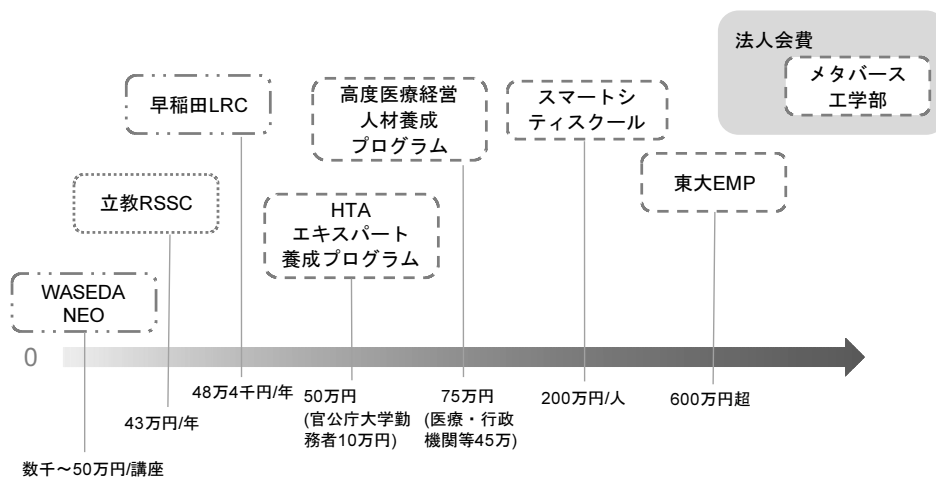 法人会費
メタバース
工学部
早稲田LRC
高度医療経営
人材養成
プログラム
スマートシ
ティスクール
立教RSSC
HTA
エキスパート
養成プログラム
東大EMP
WASEDA
NEO
0
48万4千円/年
50万円
(官公庁大学勤
務者10万円)
75万円
(医療・行政
機関等45万)
200万円/人
600万円超
43万円/年
数千～50万円/講座